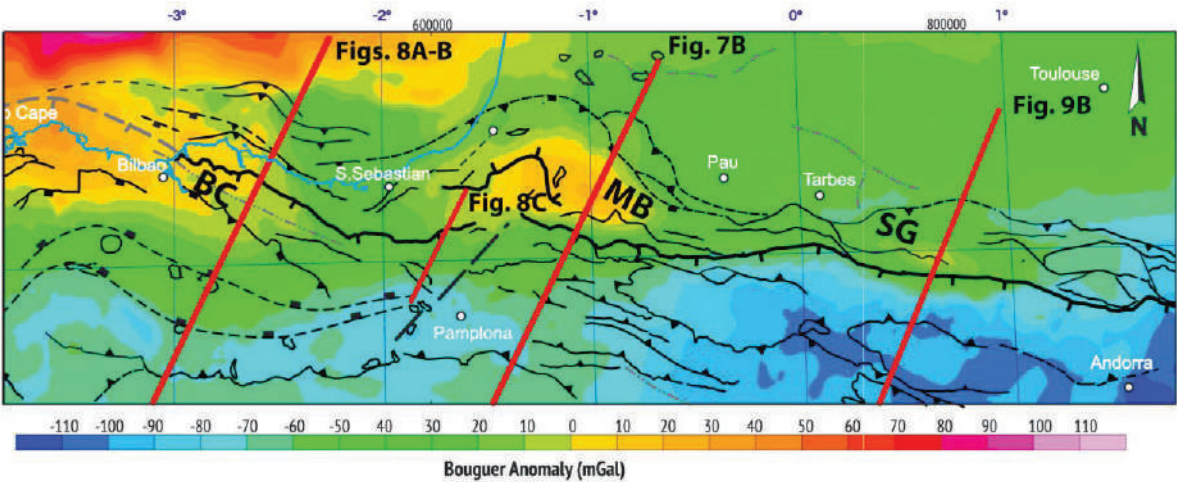 -3° -2° -1° 0° 1°
600000 800000
Figs. 8A-B Fig. 7B
Toulouse
Fig. 9B
N
o Cape
Bilbao
S.Sebastian
Pau
Tarbes
BC
Fig. 8C
MB
SG
Pamplona
Andorra
-110 -100 -90 -80 -70 -60 -50 -40 -30 20 10 0 10 20 30 40 50 60 70 80 90 100 110
Bouguer Anomaly (mGal)